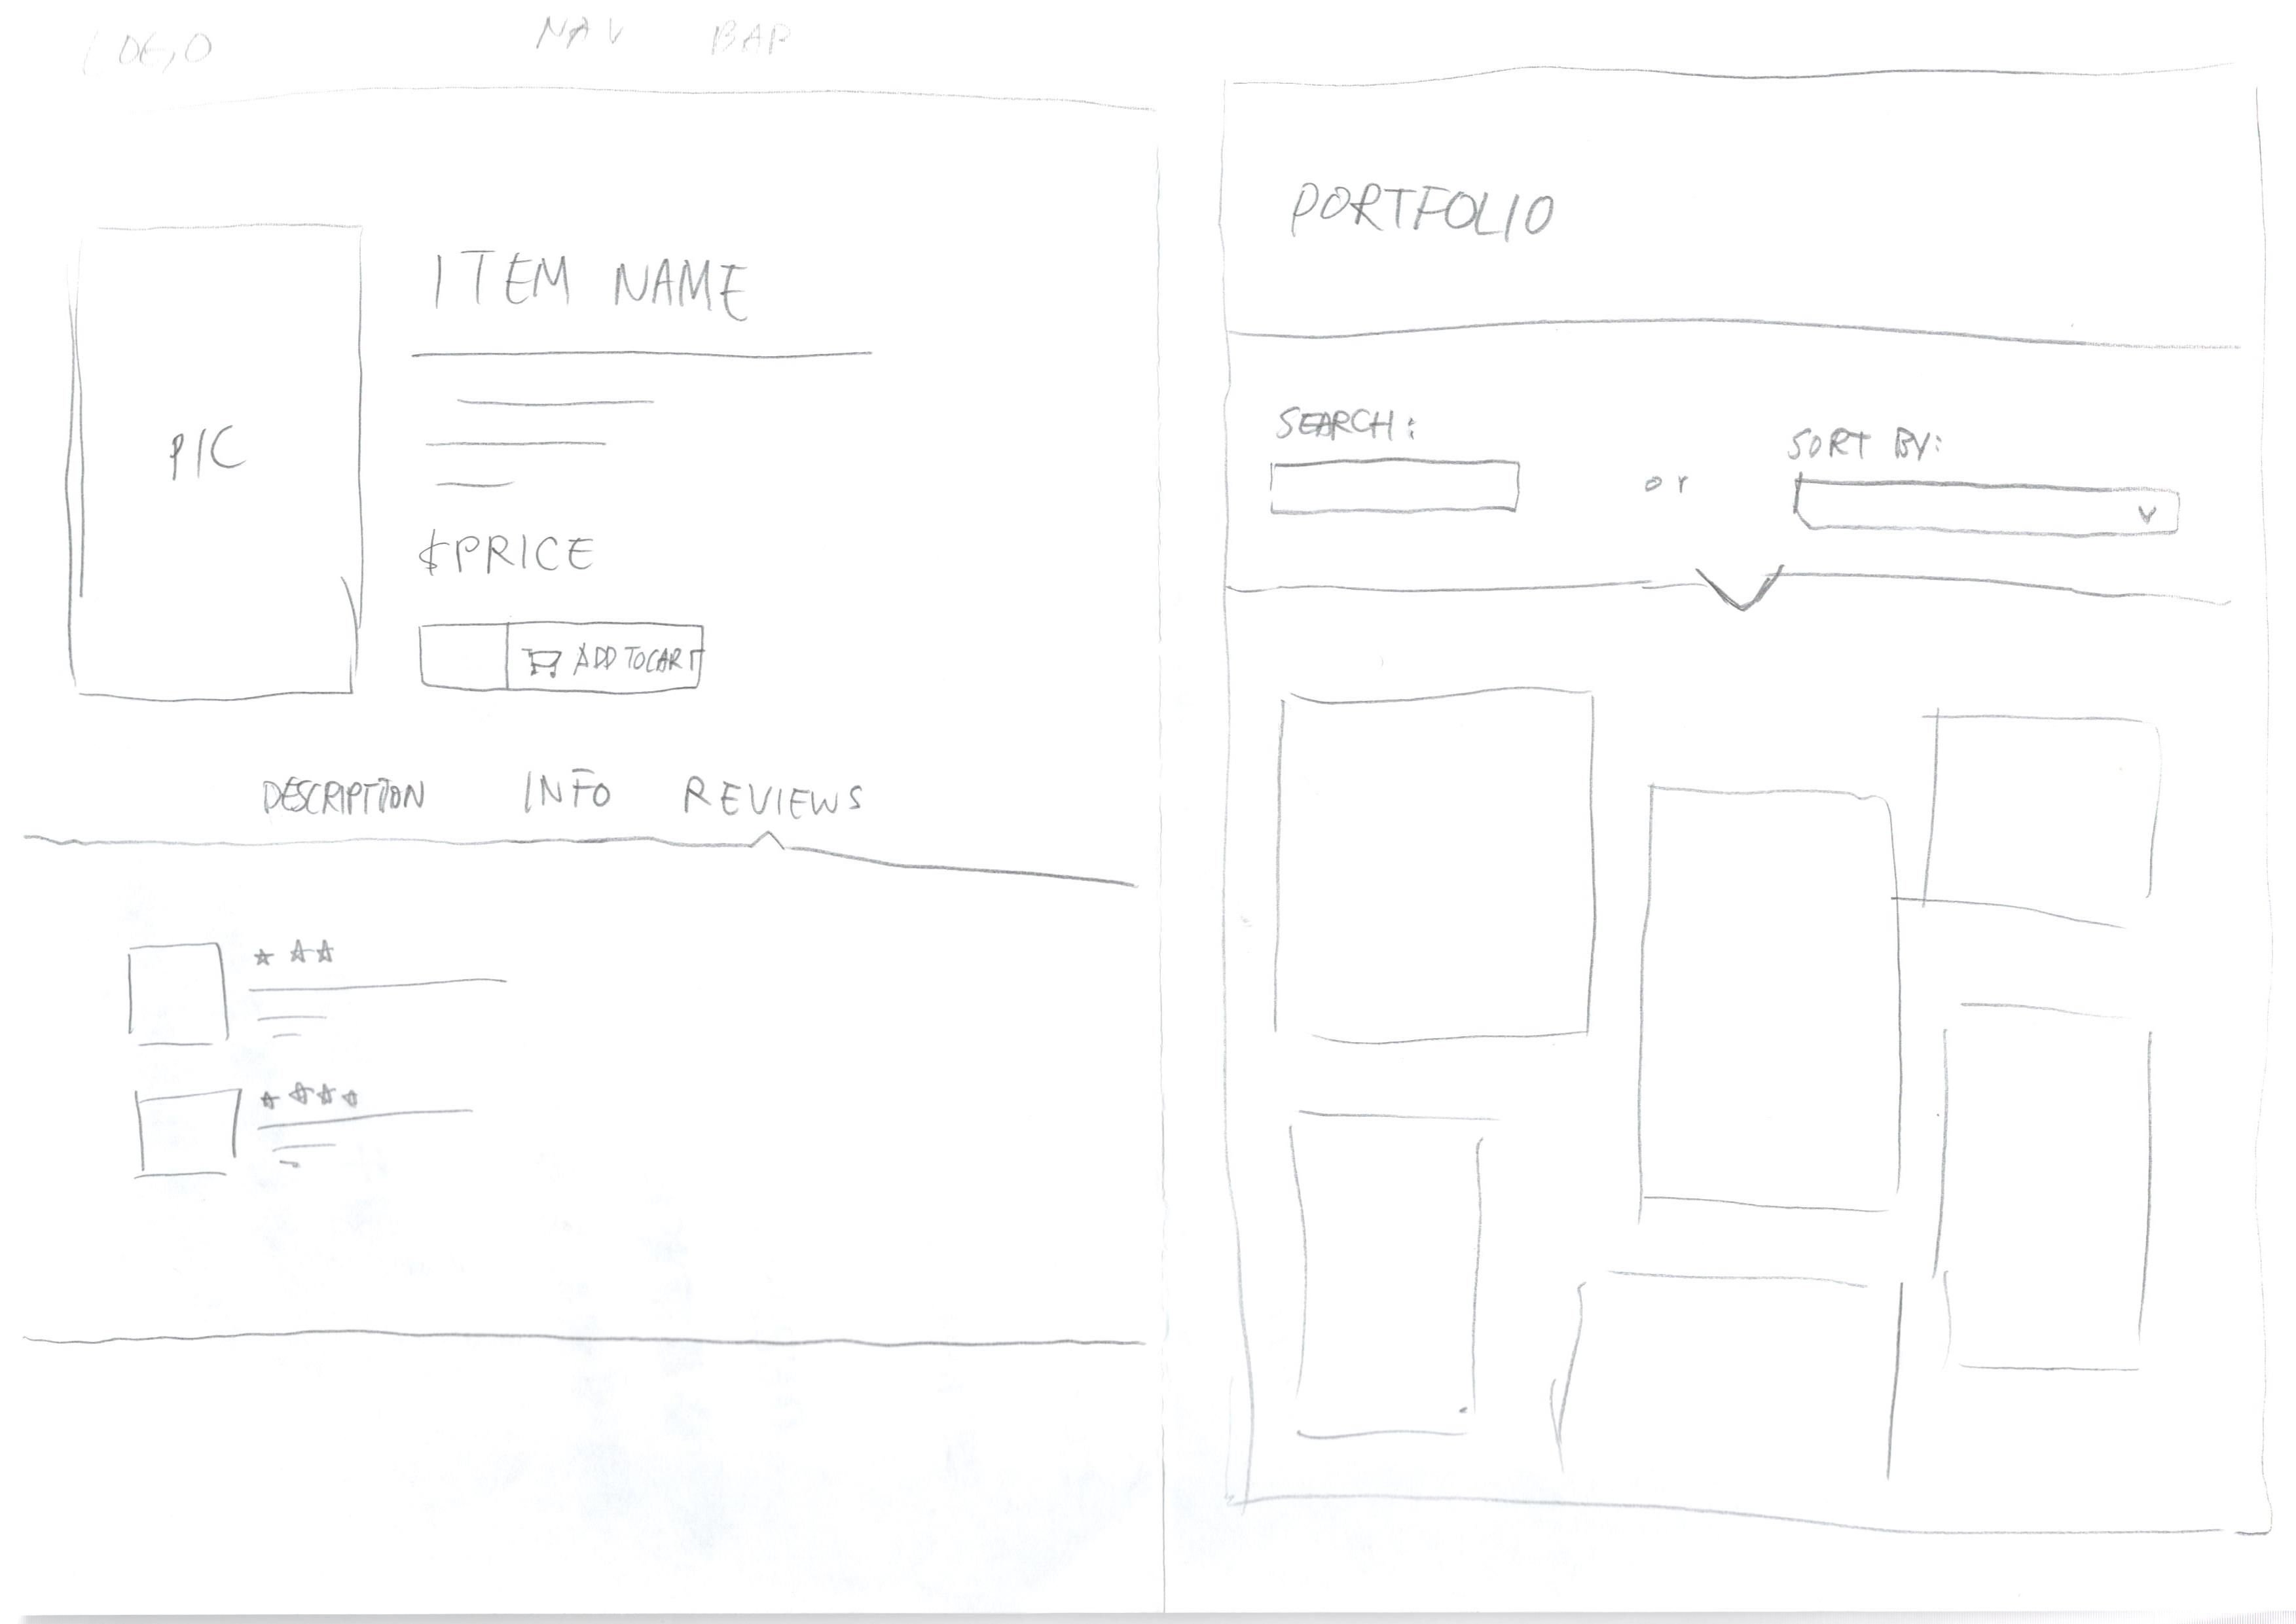 LOGO
NAV BAR
ITEM NAME
PIC
$PRICE
ADD TO CART
DESCRIPTION INFO REVIEWS
PORTFOLIO
SEARCH:
or
SORT BY: